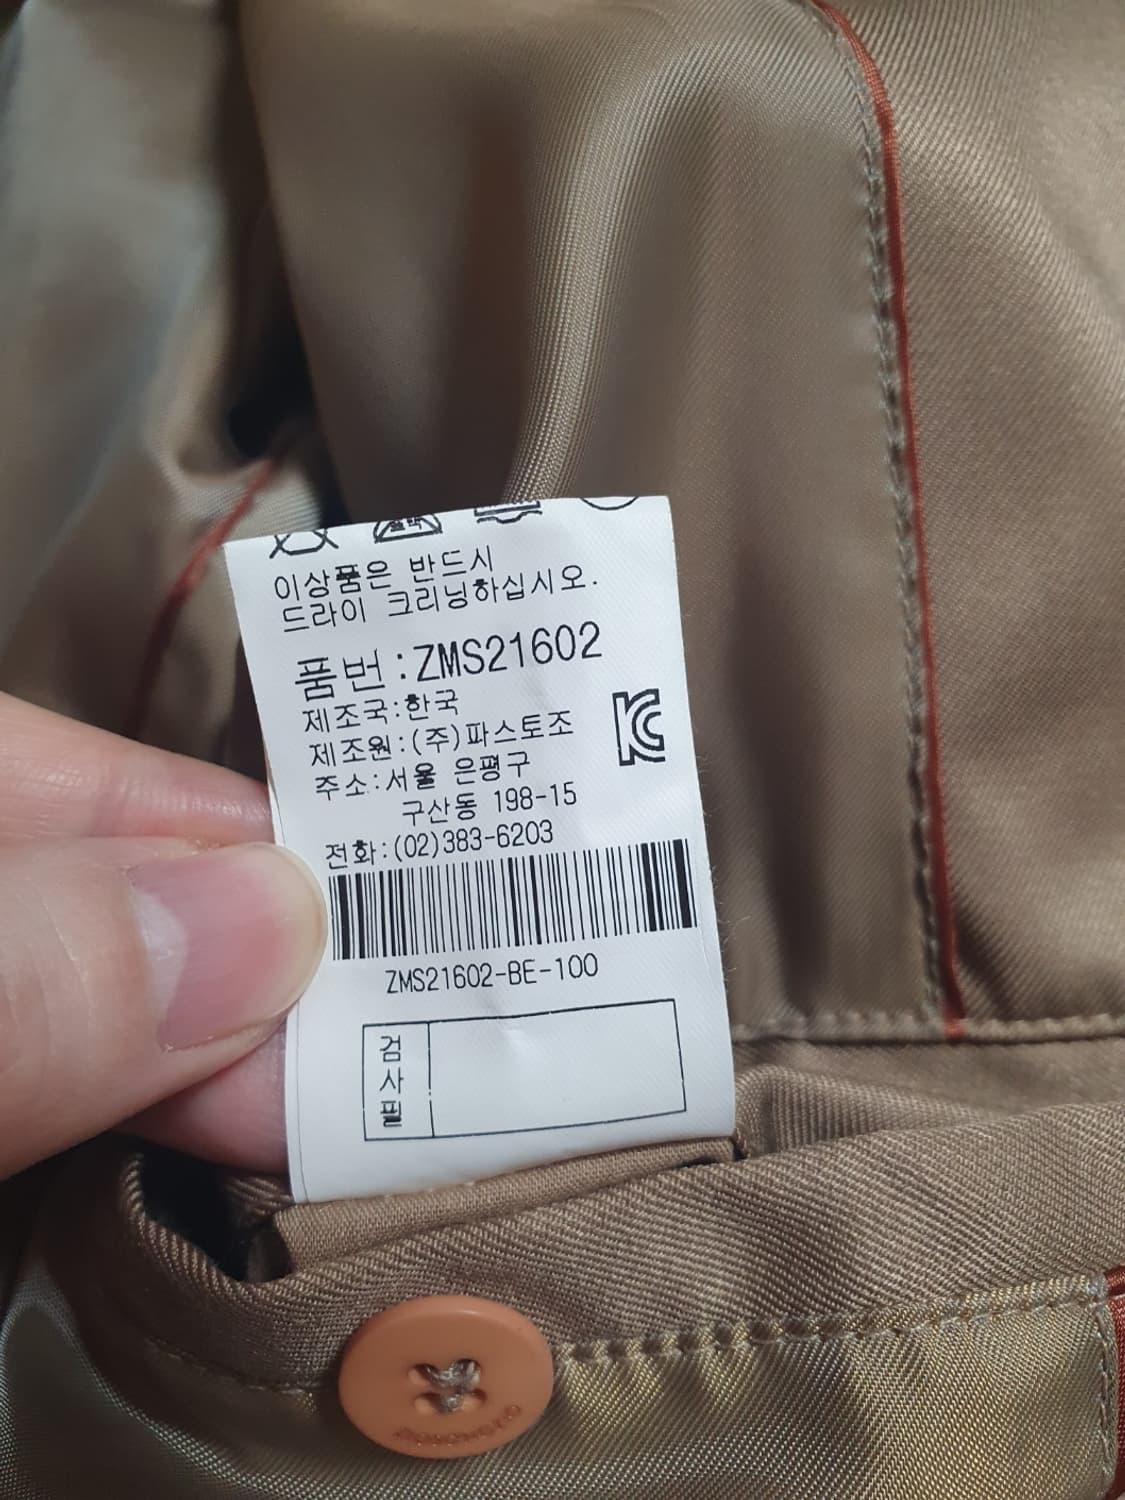 이상품은 반드시
드라이 크리닝하십시오.
품번:ZMS21602
제조국:한국
제조원:(주)파스토조
주소:서울 은평구
구산동 198-15
전화:(02)383-6203
ZMS21602-BE-100
검
사
필